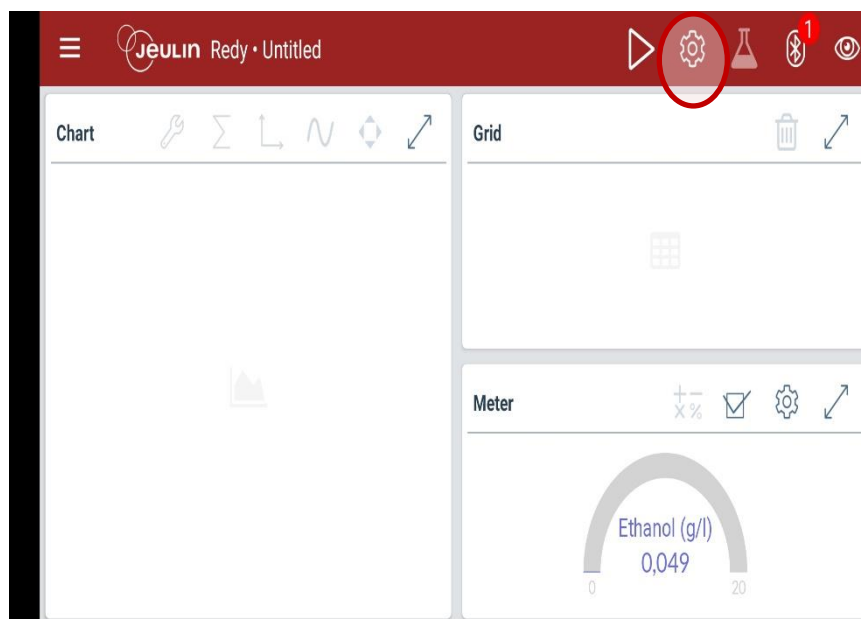 Jeulin Redy • Untitled
1
Chart
Grid
Meter
Ethanol (g/l)
0,049
0
20